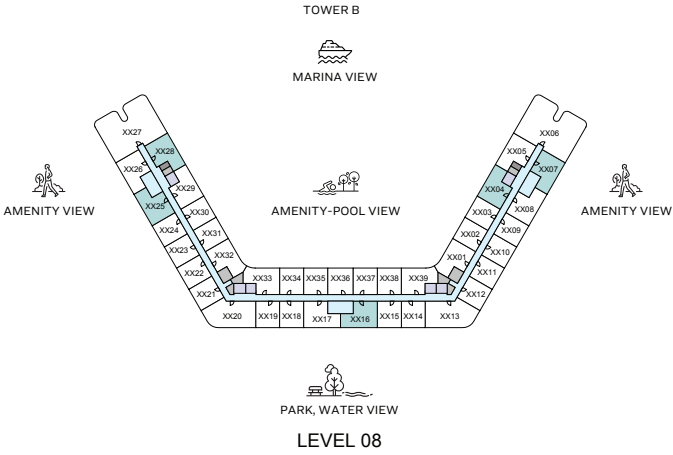 TOWER B
MARINA VIEW
XX27
XX06
XX28
XX05
XX26
XX07
XX29
XX04
XX25
XX08
AMENITY VIEW
AMENITY-POOL VIEW
AMENITY VIEW
XX30
XX03
XX24
XX09
XX31
XX02
XX23
XX10
XX32
XX01
XX22
XX11
XX33 XX34 XX35 XX36 XX37 XX38 XX39
XX21
XX12
XX20 XX19 XX18 XX17 XX16 XX15 XX14 XX13
PARK, WATER VIEW
LEVEL 08